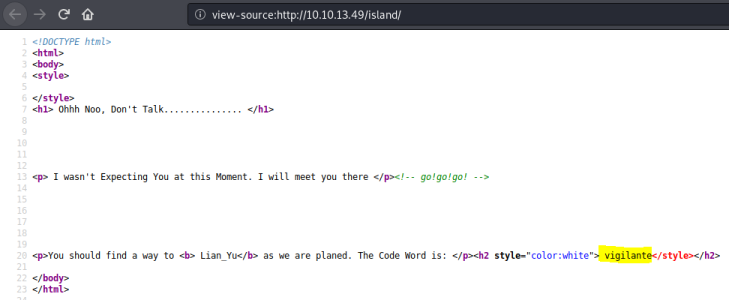 view-source:http://10.10.13.49/island/
1 <!DOCTYPE html>
2 <html>
3 <body>
4 <style>
5
6 </style>
7 <h1> Ohhh Noo, Don't Talk............... </h1>
8
9
10
11
12
13 <p> I wasn't Expecting You at this Moment. I will meet you there </p><!-- go!go!go! -->
14
15
16
17
18
19
20 <p>You should find a way to <b> Lian_Yu</b> as we are planed. The Code Word is: </p><h2 style="color:white"> vigilante</style></h2>
21
22 </body>
23 </html>
24